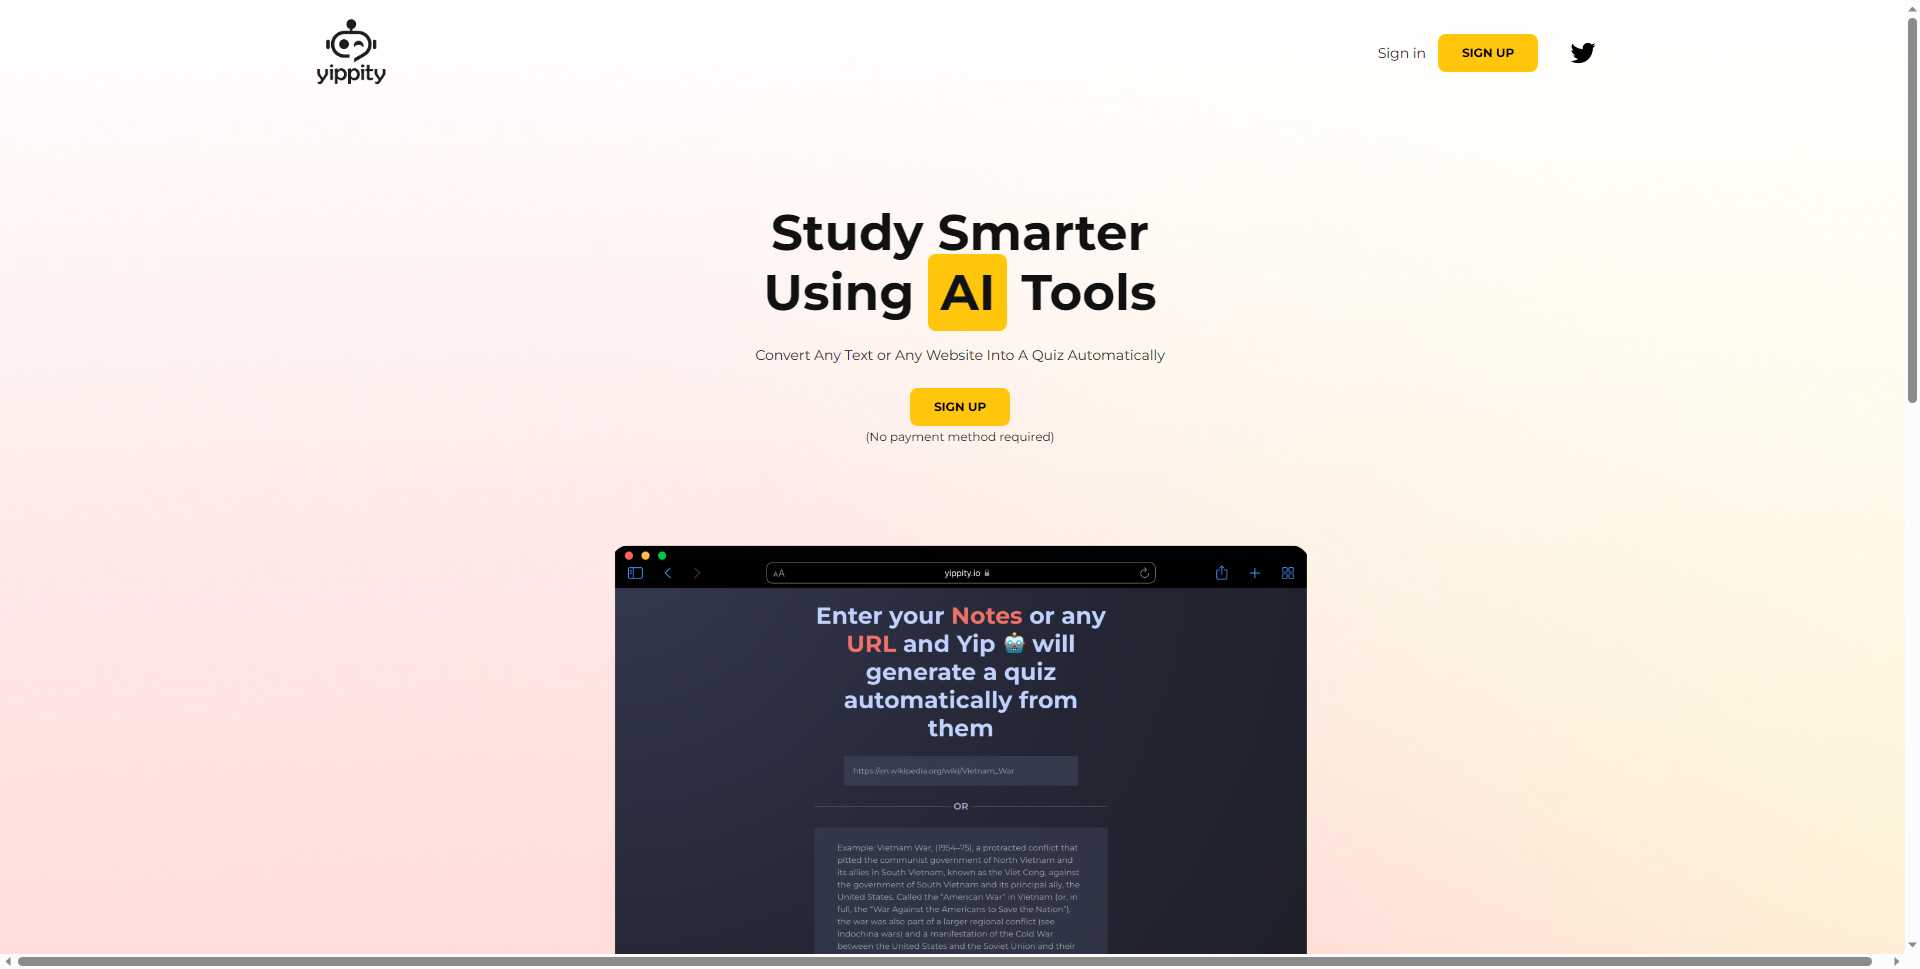 yippity
Sign in
SIGN UP
Study Smarter
Using AI Tools
Convert Any Text or Any Website Into A Quiz Automatically
SIGN UP
(No payment method required)
AA
yippity.io
Enter your Notes or any
URL and Yip 🤖 will
generate a quiz
automatically from
them
https://en.wikipedia.org/wiki/Vietnam_War
OR
Example: Vietnam War, (1954–75), a protracted conflict that
pitted the communist government of North Vietnam and
its allies in South Vietnam, known as the Viet Cong, against
the government of South Vietnam and its principal ally, the
United States. Called the “American War” in Vietnam (or, in
full, the “War Against the Americans to Save the Nation”),
the war was also part of a larger regional conflict (see
Indochina wars) and a manifestation of the Cold War
between the United States and the Soviet Union and their